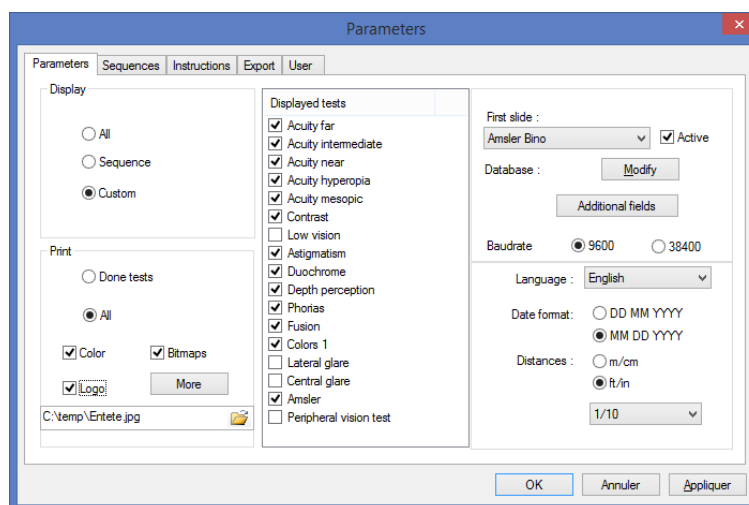 Parameters
Parameters Sequences Instructions Export User
Display
All
Sequence
Custom
Print
Done tests
All
Color Bitmaps
Logo More
C:\temp\Entete.jpg
Displayed tests
Acuity far
Acuity intermediate
Acuity near
Acuity hyperopia
Acuity mesopic
Contrast
Low vision
Astigmatism
Duochrome
Depth perception
Phorias
Fusion
Colors 1
Lateral glare
Central glare
Amsler
Peripheral vision test
First slide :
Amsler Bino Active
Database : Modify
Additional fields
Baudrate 9600 38400
Language : English
Date format: DD MM YYYY
MM DD YYYY
Distances : m/cm
ft/in
1/10
OK Annuler Appliquer